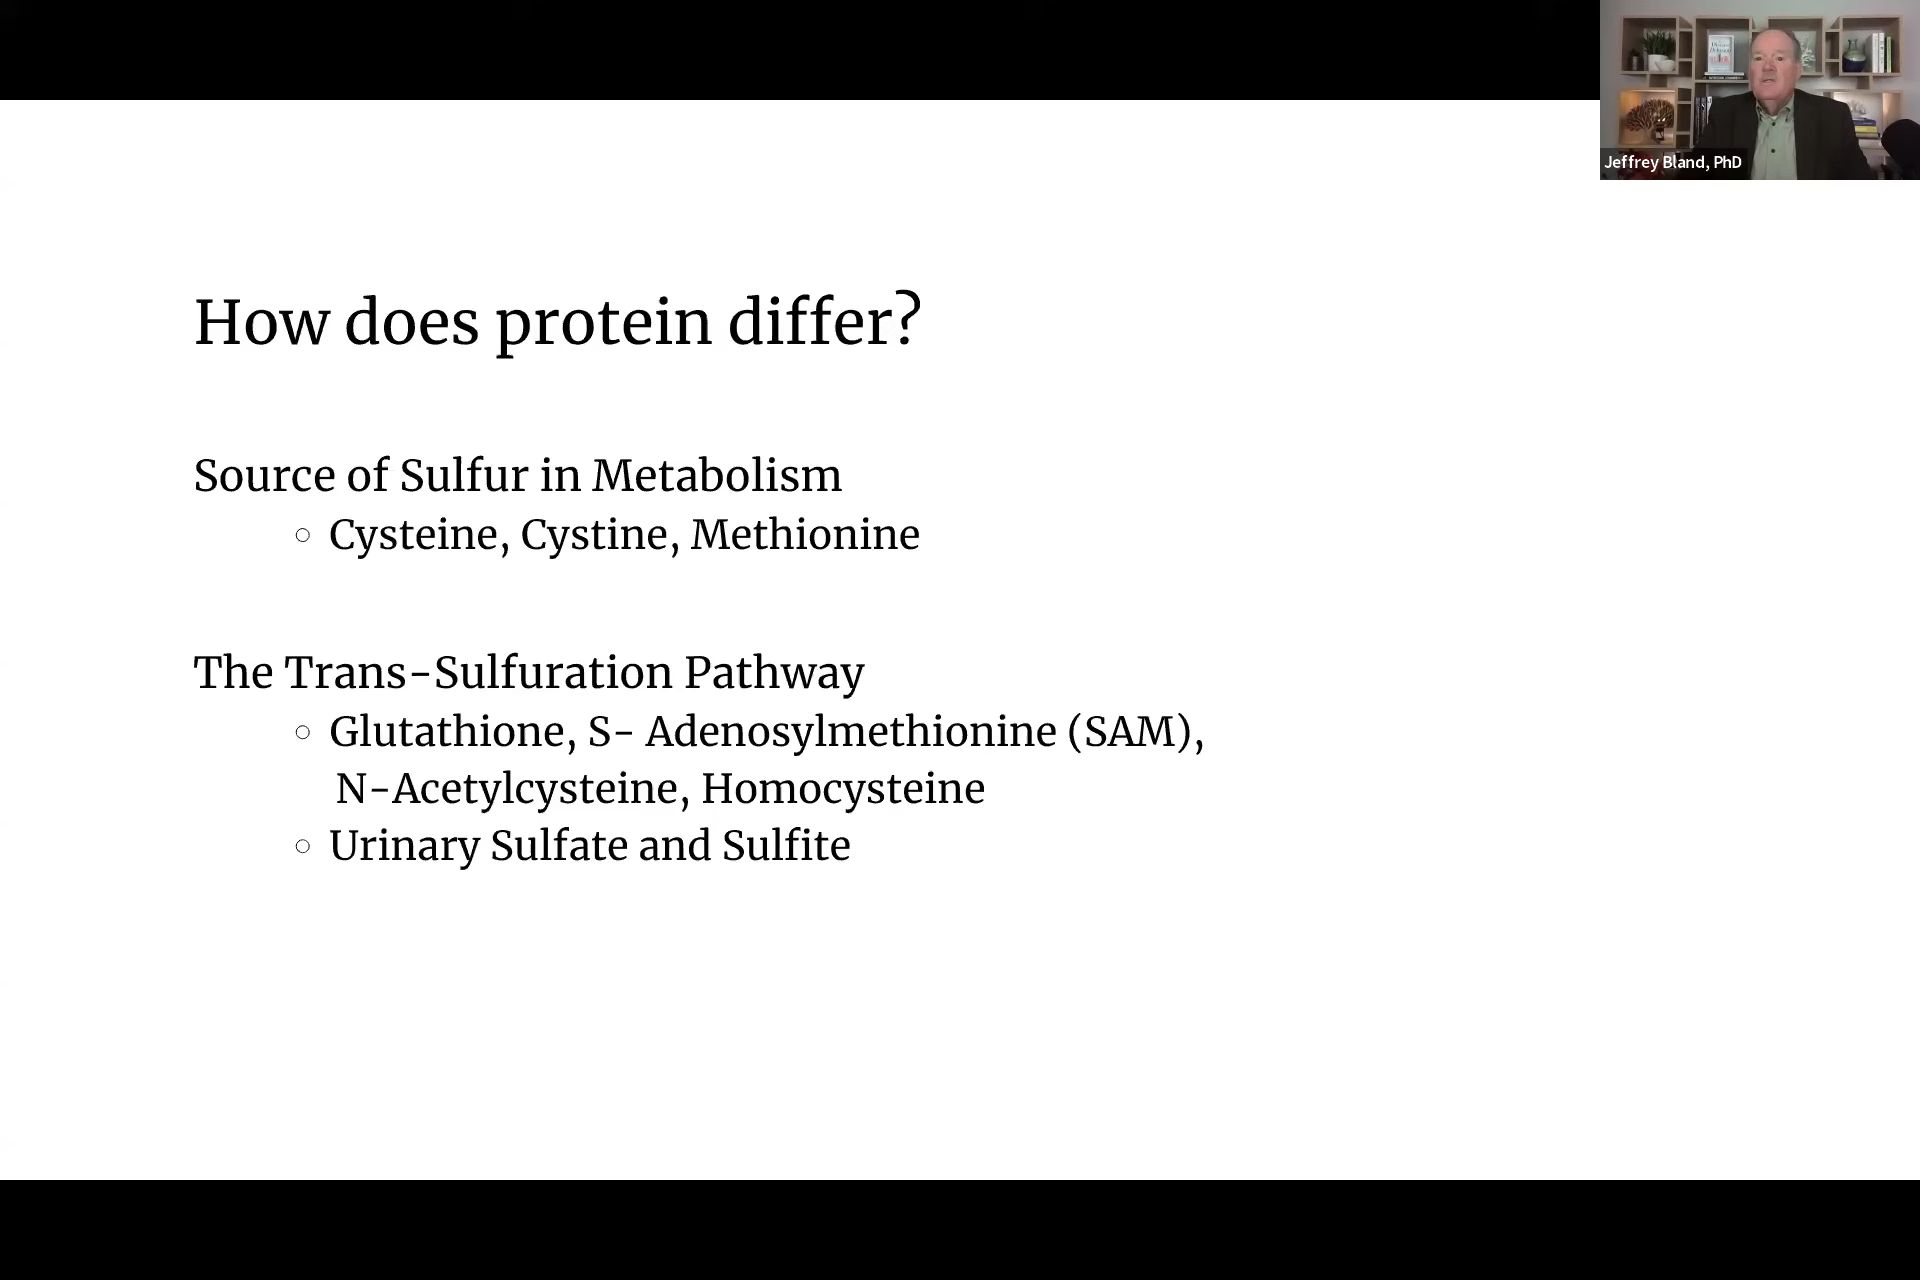 Jeffrey Bland, PhD
How does protein differ?
Source of Sulfur in Metabolism
○ Cysteine, Cystine, Methionine
The Trans-Sulfuration Pathway
○ Glutathione, S- Adenosylmethionine (SAM),
N-Acetylcysteine, Homocysteine
○ Urinary Sulfate and Sulfite